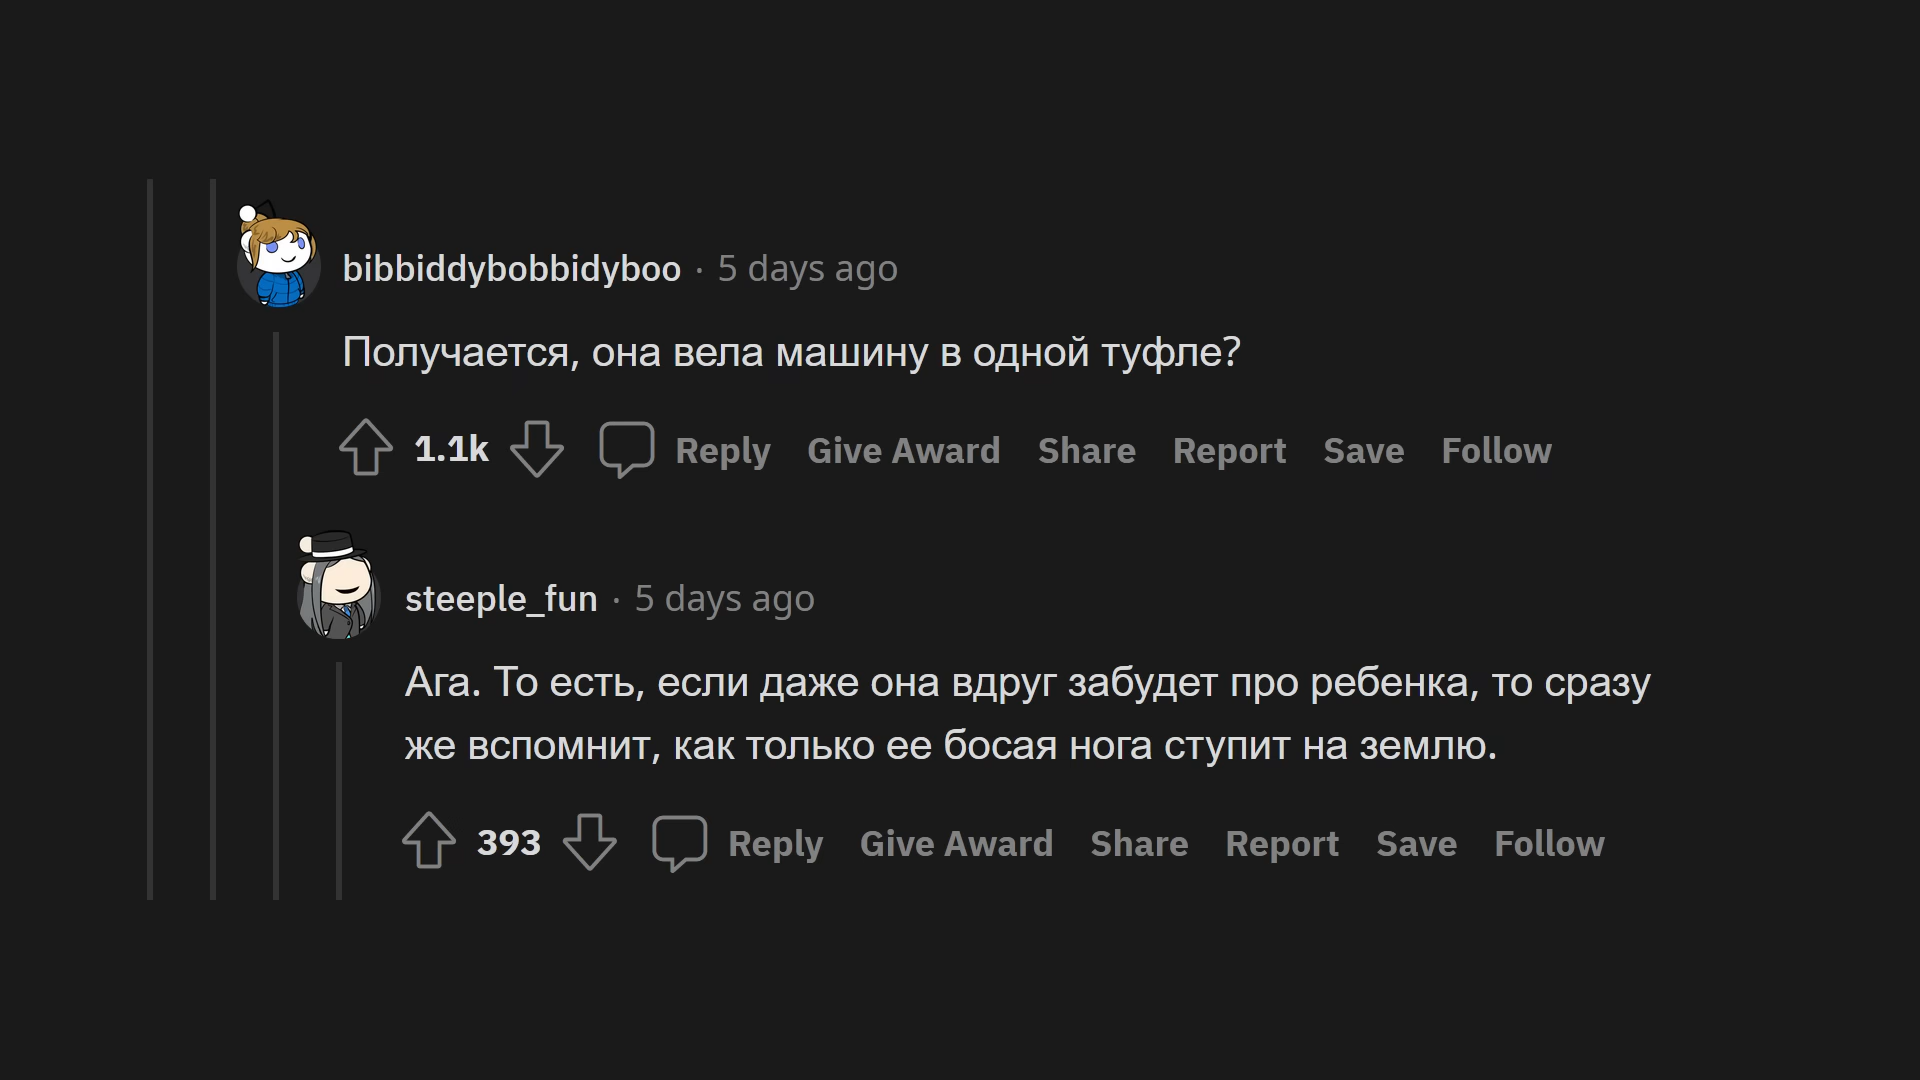 bibbiddybobbidyboo · 5 days ago
Получается, она вела машину в одной туфле?
1.1k Reply Give Award Share Report Save Follow
steeple_fun · 5 days ago
Ага. То есть, если даже она вдруг забудет про ребенка, то сразу
же вспомнит, как только ее босая нога ступит на землю.
393 Reply Give Award Share Report Save Follow